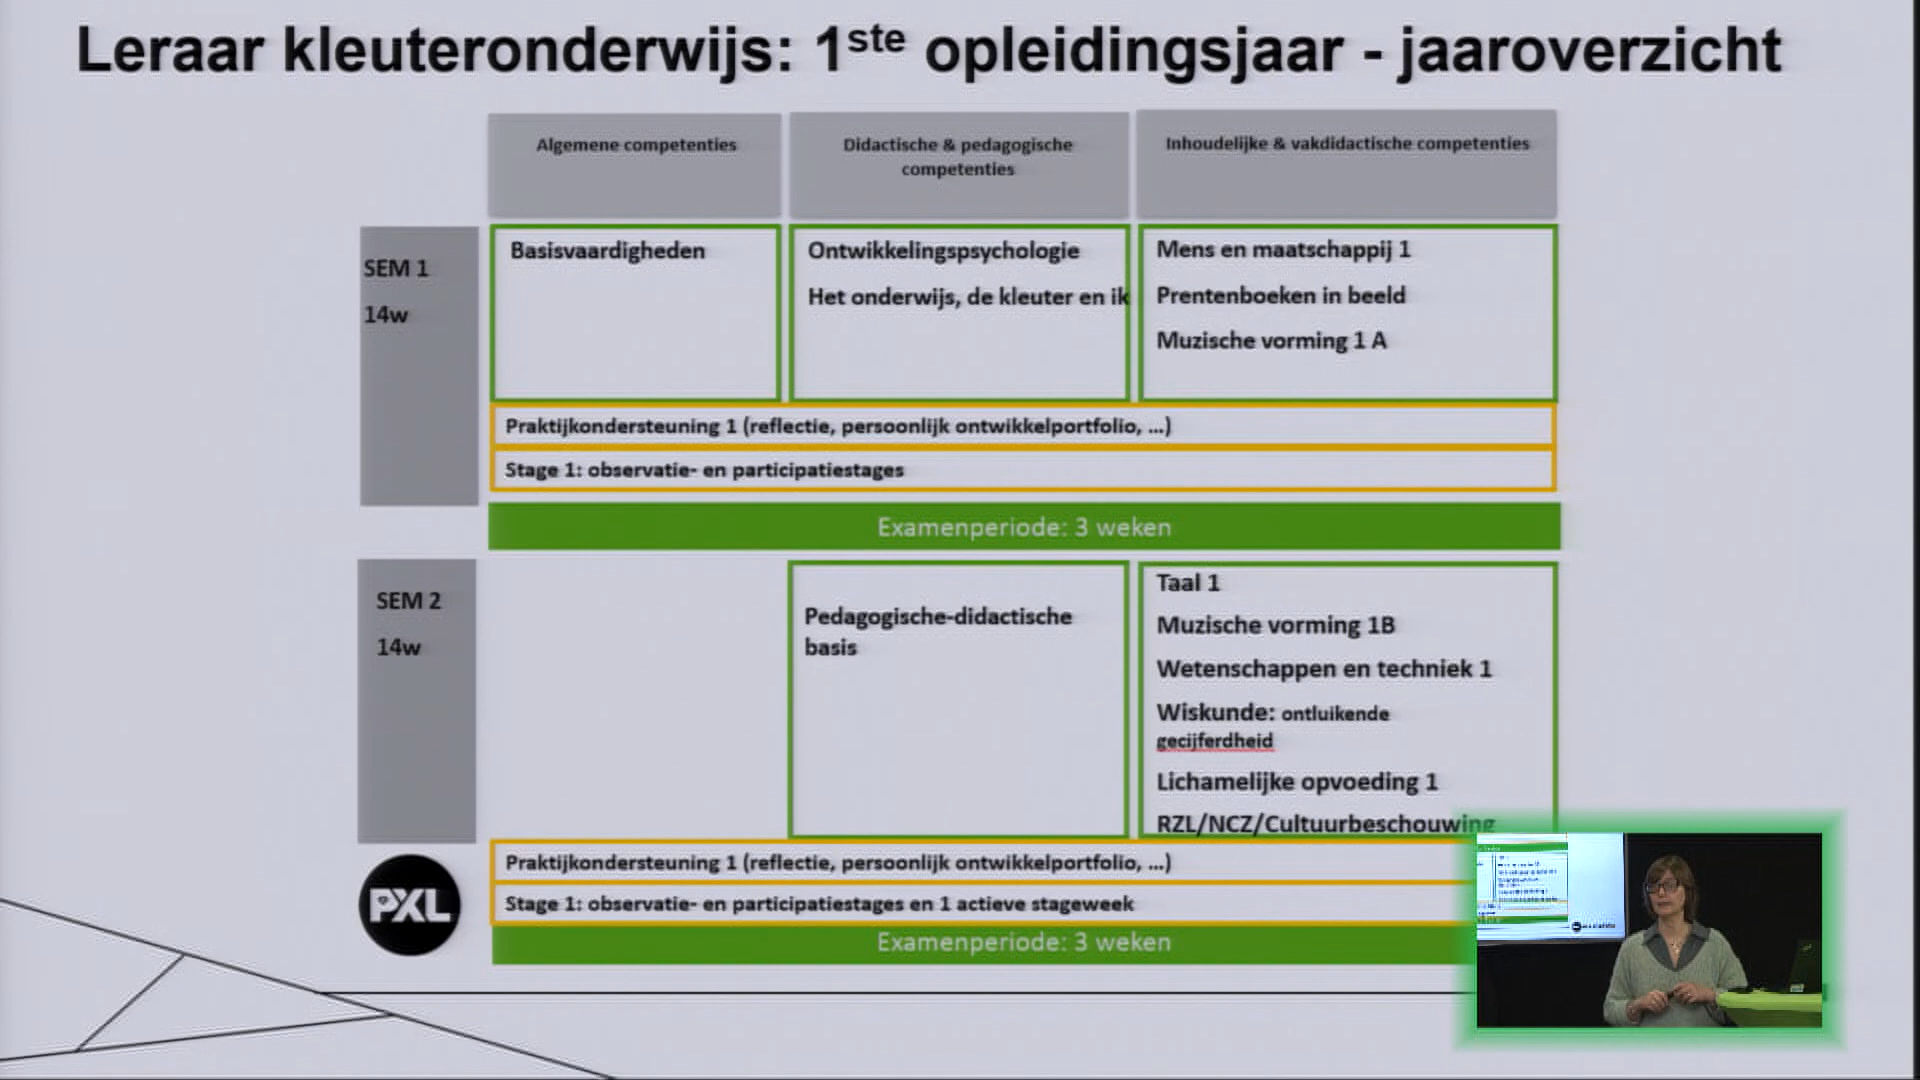 Leraar kleuteronderwijs: 1ste opleidingsjaar - jaaroverzicht
Algemene competenties
Didactische & pedagogische
competenties
Inhoudelijke & vakdidactische competenties
SEM 1
14w
Basisvaardigheden
Ontwikkelingspsychologie
Het onderwijs, de kleuter en ik
Mens en maatschappij 1
Prentenboeken in beeld
Muzische vorming 1 A
Praktijkondersteuning 1 (reflectie, persoonlijk ontwikkelportfolio, ...)
Stage 1: observatie- en participatiestages
Examenperiode: 3 weken
SEM 2
14w
Pedagogische-didactische
basis
Taal 1
Muzische vorming 1B
Wetenschappen en techniek 1
Wiskunde: ontluikende
gecijferdheid
Lichamelijke opvoeding 1
RZL/NCZ/Cultuurbeschouwing
Praktijkondersteuning 1 (reflectie, persoonlijk ontwikkelportfolio, ...)
Stage 1: observatie- en participatiestages en 1 actieve stageweek
Examenperiode: 3 weken
PXL